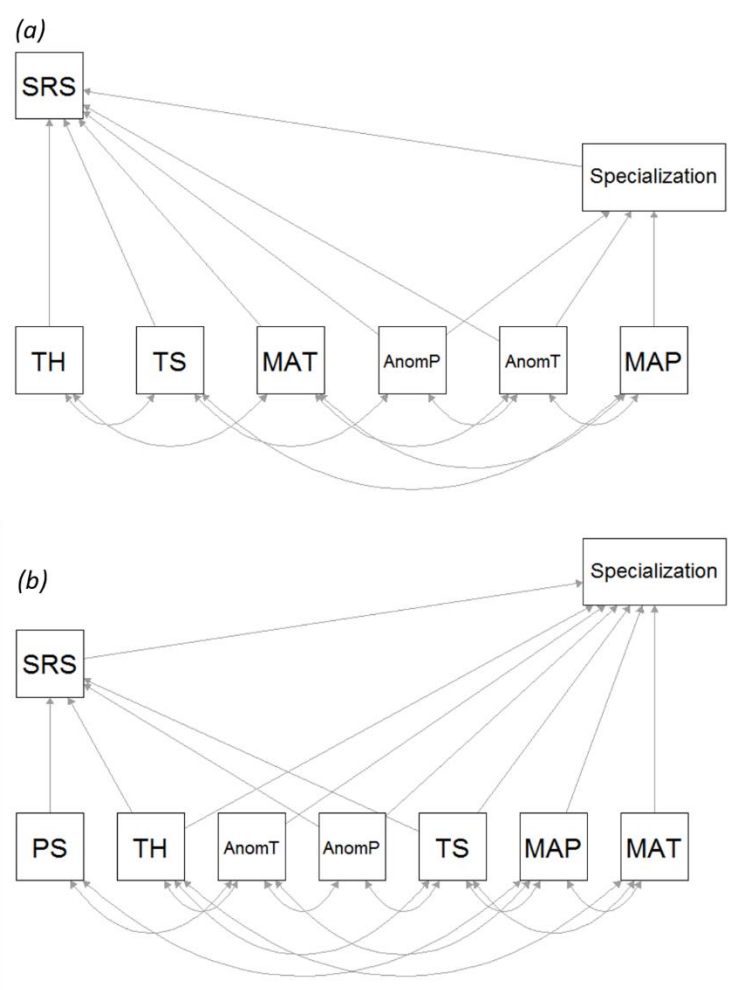 (a)
SRS
Specialization
TH TS MAT AnomP AnomT MAP
(b)
Specialization
SRS
PS TH AnomT AnomP TS MAP MAT